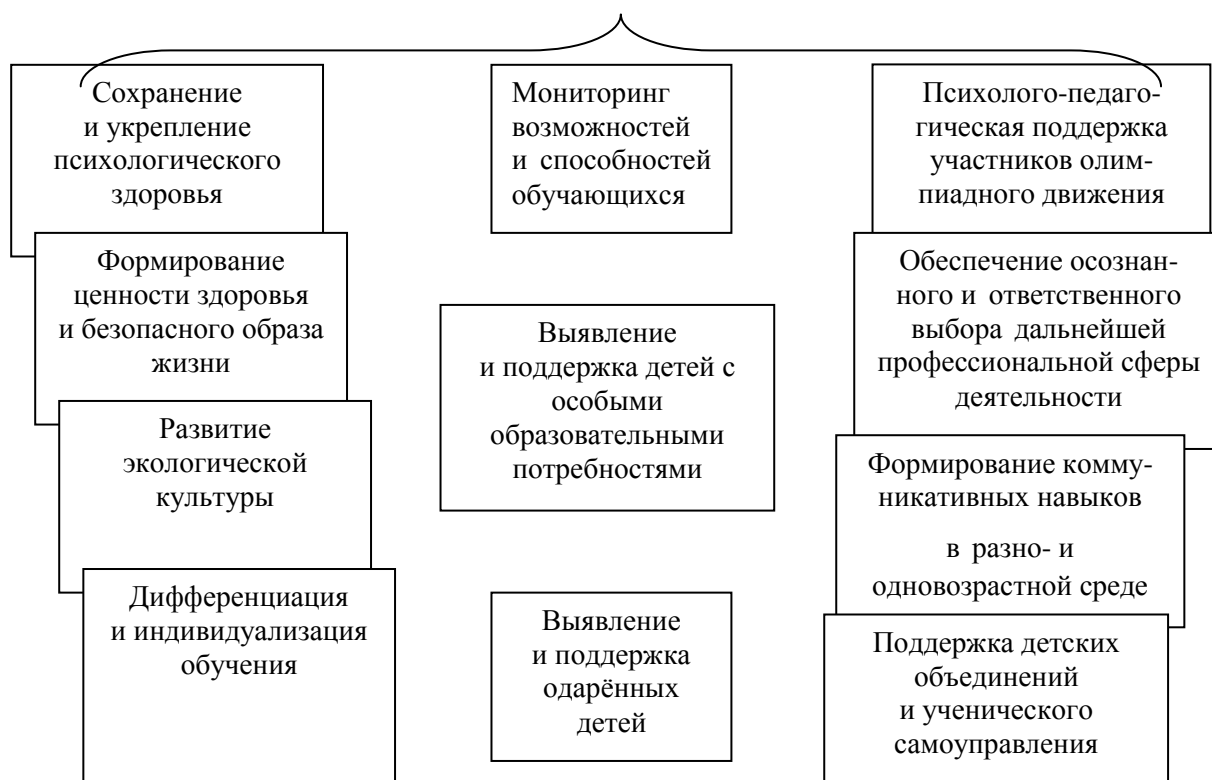 Сохранение
и укрепление
психологического
здоровья
Формирование
ценности здоровья
и безопасного образа
жизни
Развитие
экологической
культуры
Дифференциация
и индивидуализация
обучения
Мониторинг
возможностей
и способностей
обучающихся
Выявление
и поддержка детей с
особыми
образовательными
потребностями
Выявление
и поддержка
одарённых
детей
Психолого-педаго-
гическая поддержка
участников олим-
пиадного движения
Обеспечение осознан-
ного и ответственного
выбора дальнейшей
профессиональной сферы
деятельности
Формирование комму-
никативных навыков
в разно- и
одновозрастной среде
Поддержка детских
объединений
и ученического
самоуправления